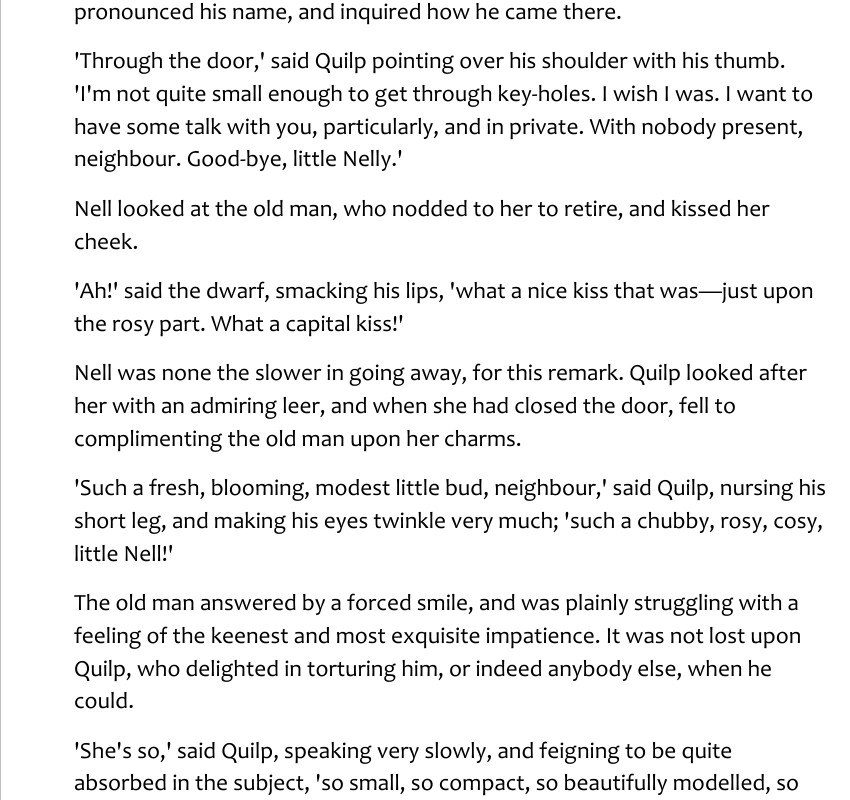 pronounced his name, and inquired how he came there.
'Through the door,' said Quilp pointing over his shoulder with his thumb.
'I'm not quite small enough to get through key-holes. I wish I was. I want to
have some talk with you, particularly, and in private. With nobody present,
neighbour. Good-bye, little Nelly.'
Nell looked at the old man, who nodded to her to retire, and kissed her
cheek.
'Ah!' said the dwarf, smacking his lips, 'what a nice kiss that was—just upon
the rosy part. What a capital kiss!'
Nell was none the slower in going away, for this remark. Quilp looked after
her with an admiring leer, and when she had closed the door, fell to
complimenting the old man upon her charms.
'Such a fresh, blooming, modest little bud, neighbour,' said Quilp, nursing his
short leg, and making his eyes twinkle very much; 'such a chubby, rosy, cosy,
little Nell!'
The old man answered by a forced smile, and was plainly struggling with a
feeling of the keenest and most exquisite impatience. It was not lost upon
Quilp, who delighted in torturing him, or indeed anybody else, when he
could.
'She's so,' said Quilp, speaking very slowly, and feigning to be quite
absorbed in the subject, 'so small, so compact, so beautifully modelled, so